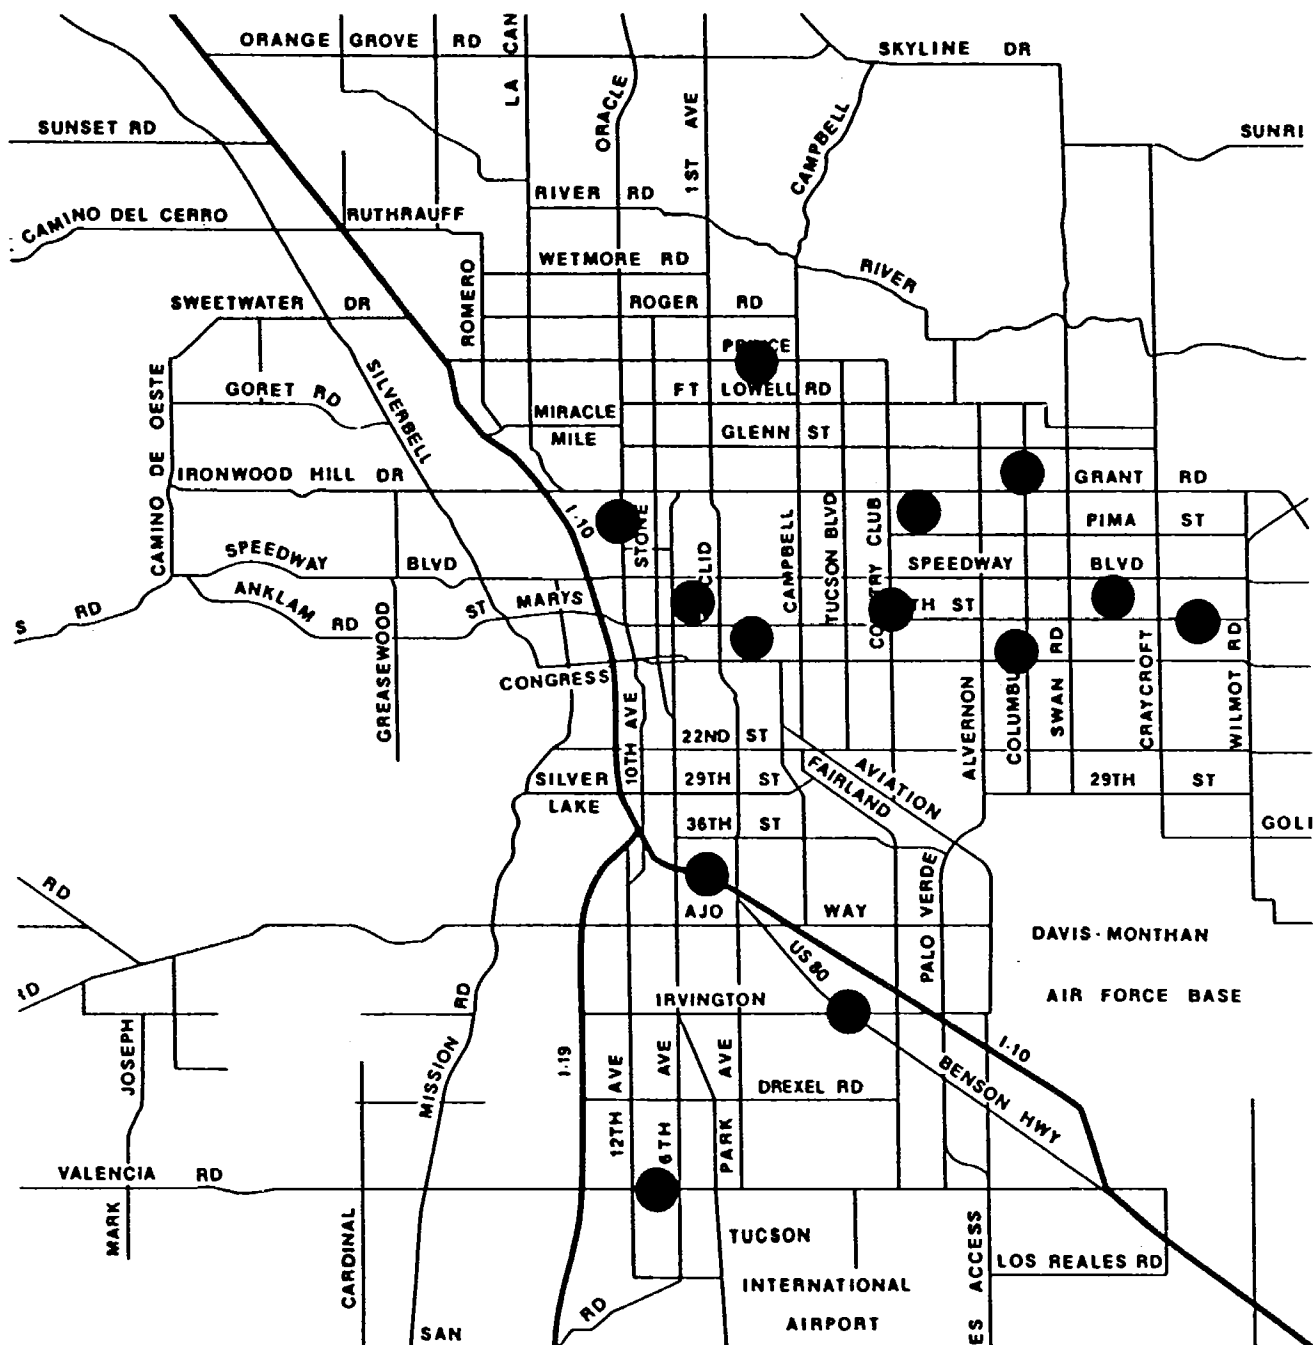 ORANGE GROVE RD
LA CAN
SKYLINE DR
ORACLE
1ST AVE
CAMPBELL
SUNSET RD
SUNRI
RIVER RD
CAMINO DEL CERRO
RUTHRAUFF
WETMORE RD
RIVER
ROMERO
SWEETWATER DR
ROGER RD
SILVERBELL
GORET RD
FT LOWELL RD
MIRACLE
MILE
GLENN ST
CAMINO DE OESTE
IRONWOOD HILL DR
GRANT RD
I-10
STONE
CAMPBELL
TUCSON BLVD
CLUB
PIMA ST
SPEEDWAY BLVD
SPEEDWAY BLVD
ANKLAM RD
ST MARYS
TH ST
S RD
GREASEWOOD
CONGRESS
10TH AVE
ALVERNON
COLUMBU
SWAN RD
CRAYCROFT
WILMOT RD
22ND ST
SILVER
LAKE
29TH ST
FAIRLAND
AVIATION
29TH ST
36TH ST
GOLI
RD
AJO WAY
PALO VERDE
DAVIS-MONTHAN
US 80
RD
RD
IRVINGTON
AIR FORCE BASE
JOSEPH
MISSION
I-19
12TH AVE
6TH AVE
PARK AVE
DREXEL RD
I-10
BENSON HWY
VALENCIA RD
MARK
CARDINAL
TUCSON
INTERNATIONAL
AIRPORT
ES ACCESS
LOS REALES RD
RD
SAN